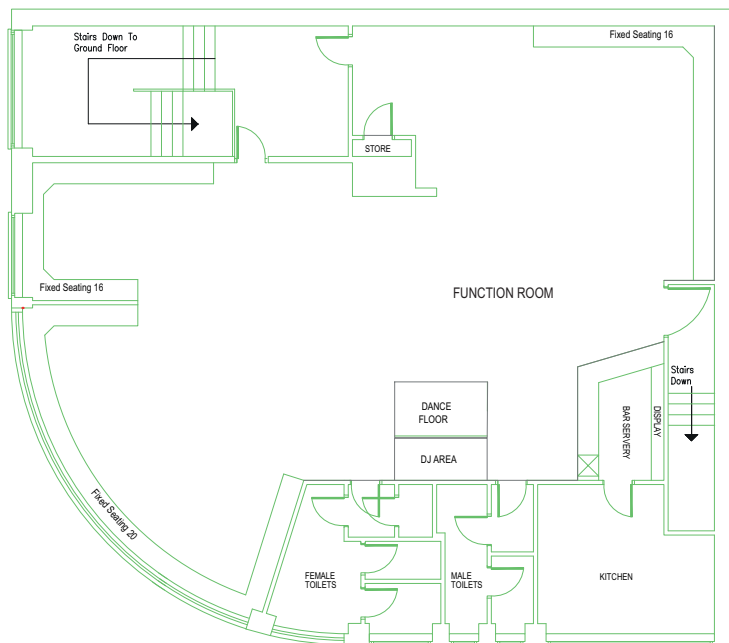 Stairs Down To
Ground Floor
Fixed Seating 16
STORE
Fixed Seating 16
FUNCTION ROOM
Stairs
Down
DANCE
FLOOR
BAR SERVERY
DISPLAY
DJ AREA
Fixed Seating 20
FEMALE
TOILETS
MALE
TOILETS
KITCHEN